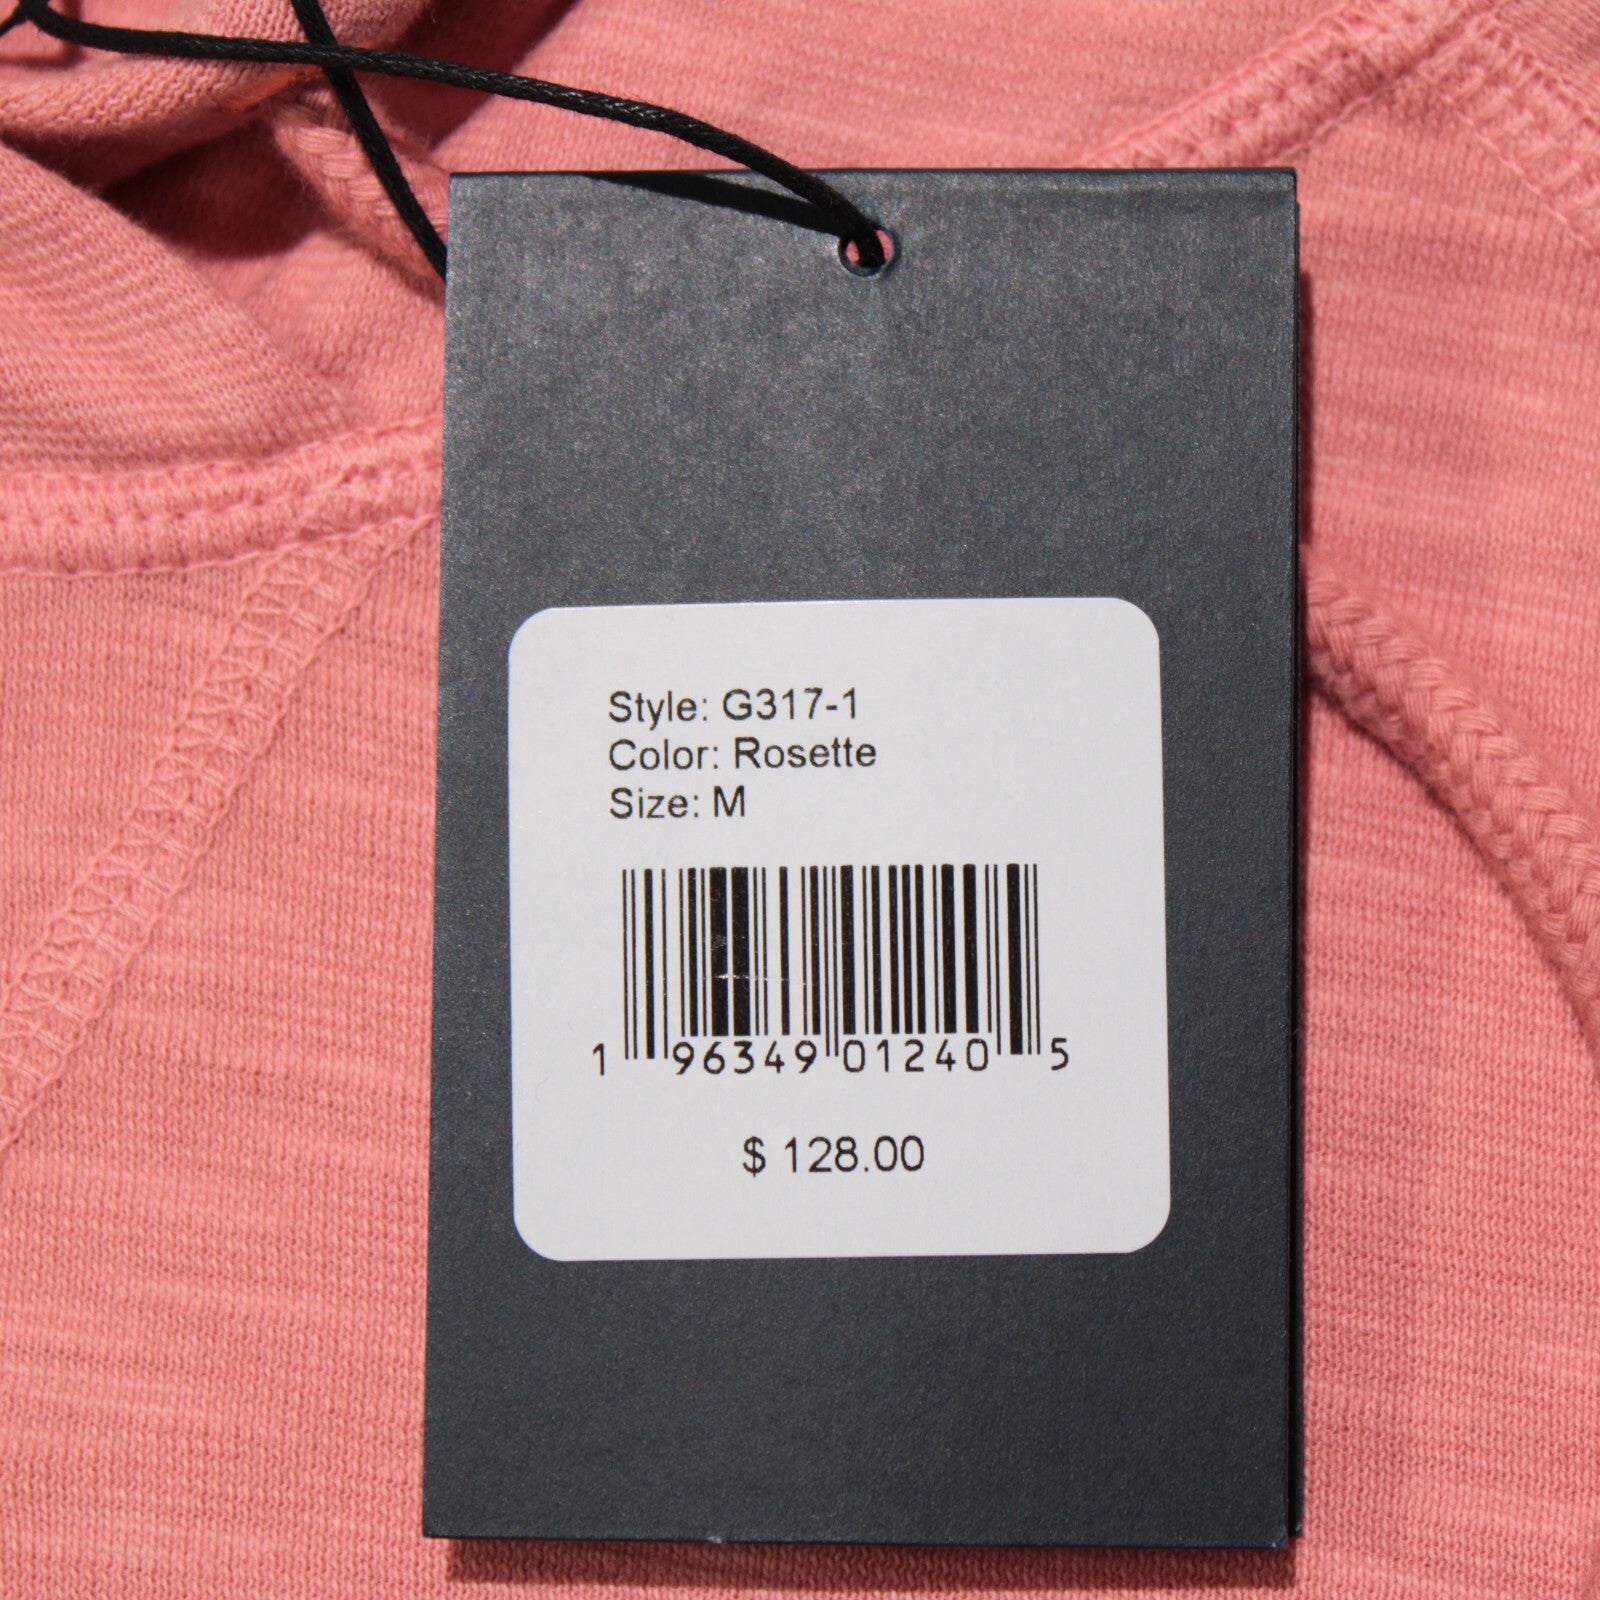 Style: G317-1
Color: Rosette
Size: M
1 96349 01240 5
$ 128.00